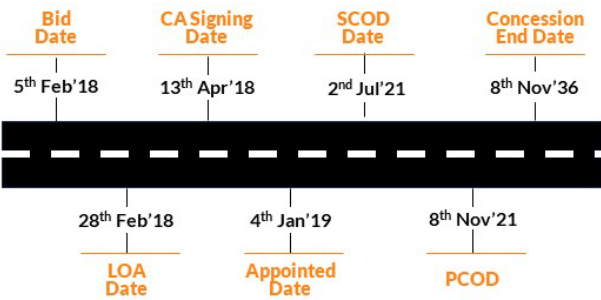 Bid
Date
CA Signing
Date
SCOD
Date
Concession
End Date
5th Feb'18
13th Apr'18
2nd Jul'21
8th Nov'36
28th Feb'18
4th Jan'19
8th Nov'21
LOA
Date
Appointed
Date
PCOD